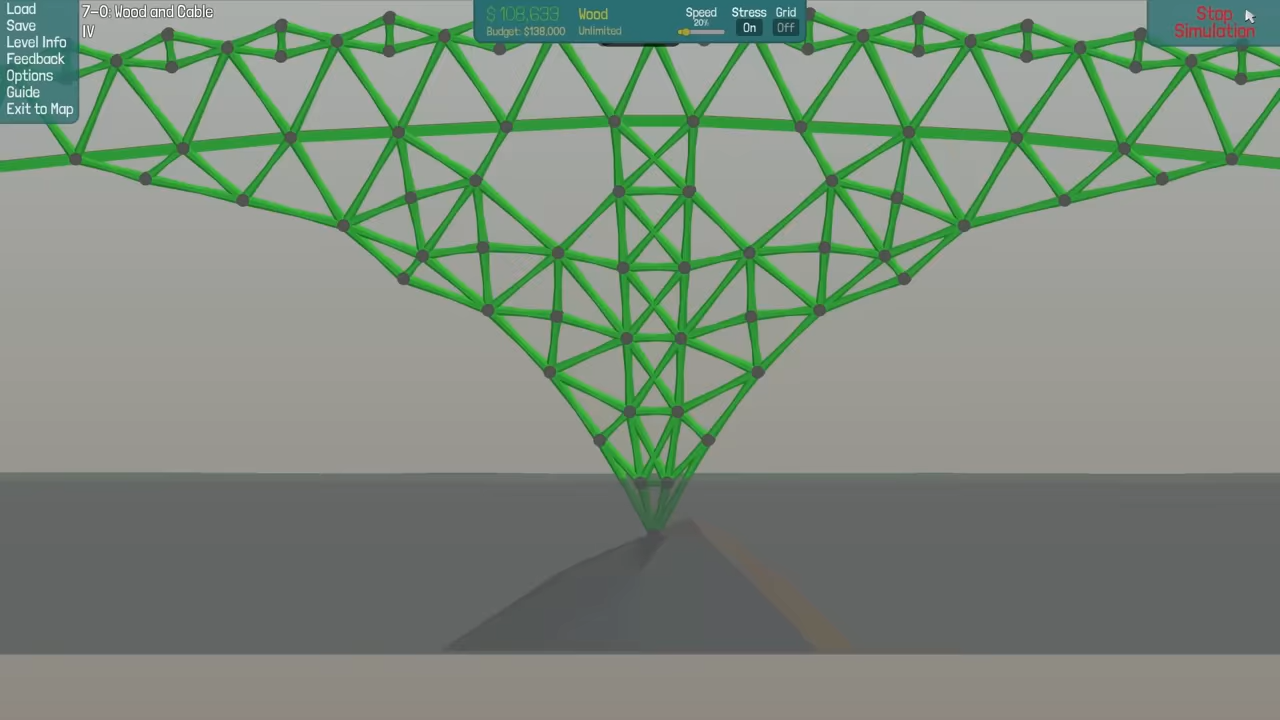 Load
Save
Level Info
Feedback
Options
Guide
Exit to Map
7-0: Wood and Cable
IV
$ 108,633
Budget: $138,000
Wood
Unlimited
Speed
20%
Stress
On
Grid
Off
Stop
Simulation